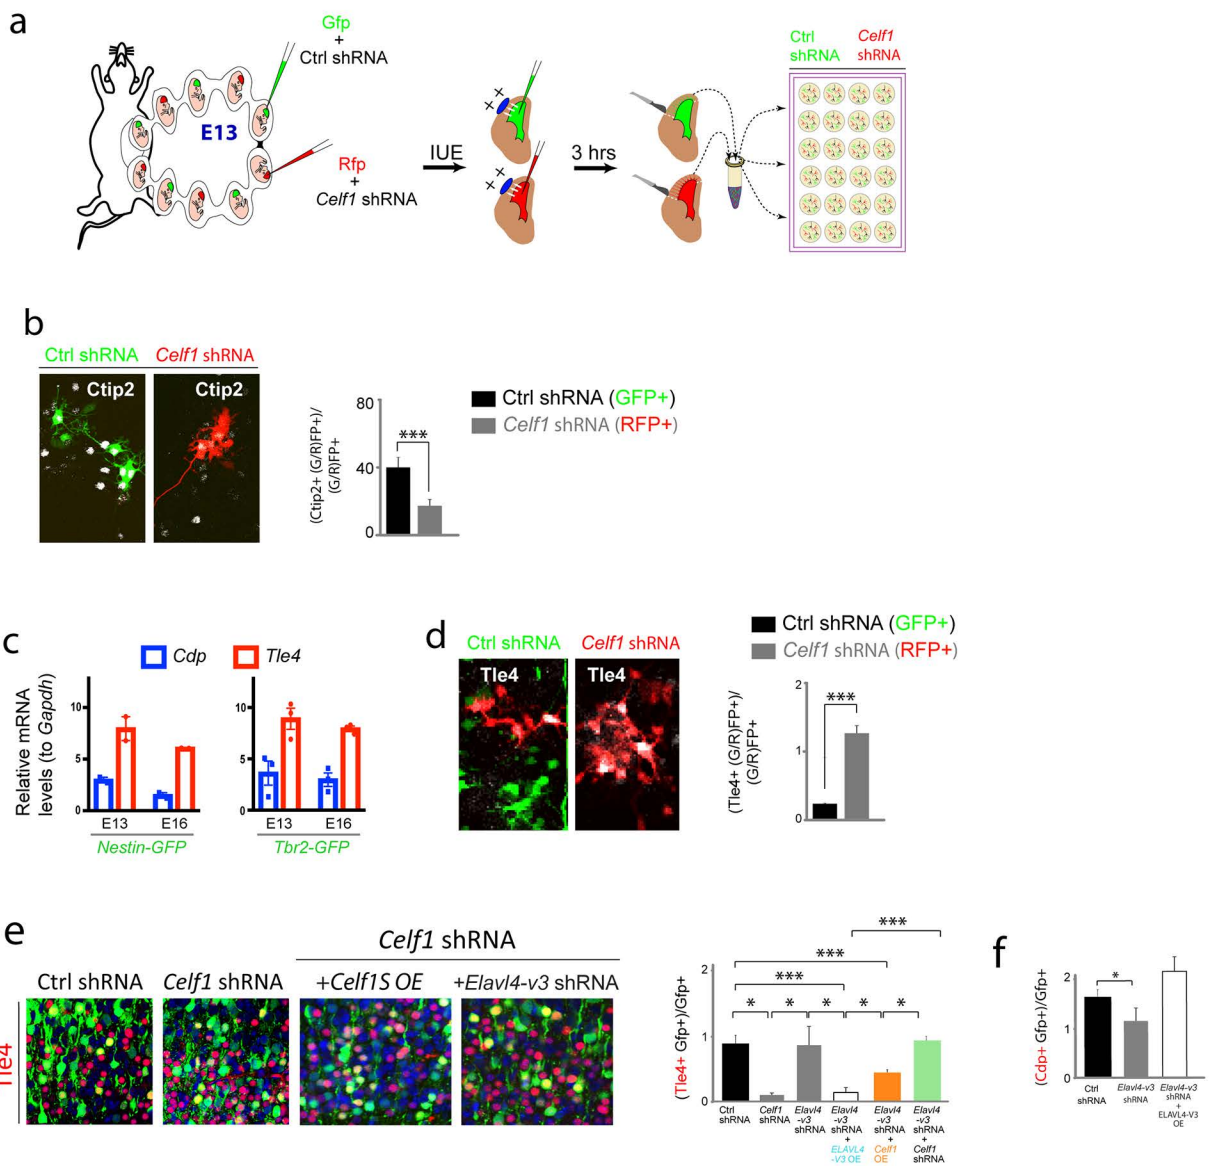 a
Gfp
+
Ctrl shRNA
E13
Rfp
+
Celf1 shRNA
IUE
3 hrs
Ctrl
shRNA
Celf1
shRNA
b
Ctrl shRNA
Celf1 shRNA
Ctip2
Ctip2
(Ctip2+ (G/R)FP+)/
(G/R)FP+
80
40
0
***
Ctrl shRNA (GFP+)
Celf1 shRNA (RFP+)
c
Cdp
Tle4
Relative mRNA
levels (to Gapdh)
10
5
0
E13
E16
Nestin-GFP
10
5
0
E13
E16
Tbr2-GFP
d
Ctrl shRNA
Celf1 shRNA
Tle4
Tle4
Ctrl shRNA (GFP+)
Celf1 shRNA (RFP+)
(Tle4+ (G/R)FP+)/
(G/R)FP+
2
1
0
***
e
Celf1 shRNA
Ctrl shRNA
Celf1 shRNA
+Celf1S OE
+Elavl4-v3 shRNA
Tle4
(Tle4+ Gfp+)/Gfp+
2
1
0
***
***
***
* * * * *
Ctrl
shRNA
Celf1
shRNA
Elavl4
-v3
shRNA
Elavl4
-v3
shRNA
+
ELAVL4
-V3 OE
Elavl4
-v3
shRNA
+
Celf1
OE
Elavl4
-v3
shRNA
+
Celf1
shRNA
f
(Cdp+ Gfp+)/Gfp+
2
1
0
*
Ctrl
shRNA
Elavl4-v3
shRNA
Elavl4-v3
shRNA
+
ELAVL4-V3
OE